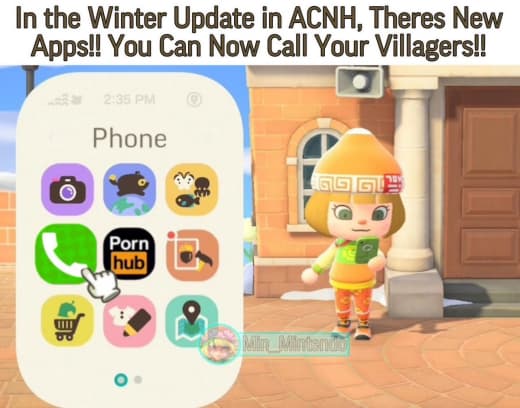 In the Winter Update in ACNH, Theres New
Apps!! You Can Now Call Your Villagers!!
2:35 PM
Phone
Porn
hub
Min_Mintendo